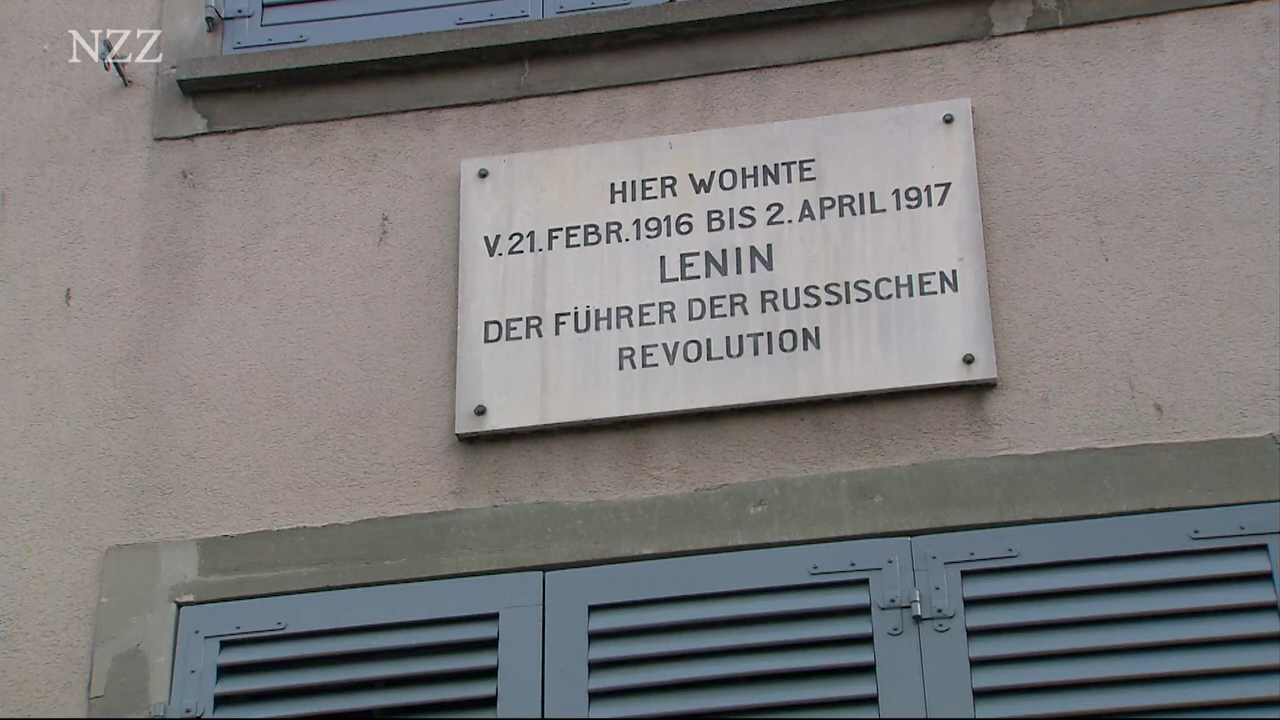 NZZ
HIER WOHNTE
V. 21. FEBR. 1916 BIS 2. APRIL 1917
LENIN
DER FÜHRER DER RUSSISCHEN
REVOLUTION